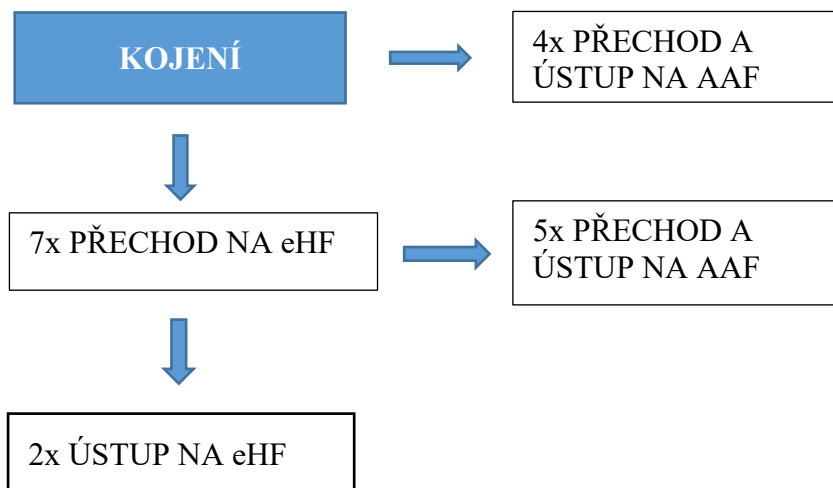 KOJENÍ
4x PŘECHOD A
ÚSTUP NA AAF
7x PŘECHOD NA eHF
5x PŘECHOD A
ÚSTUP NA AAF
2x ÚSTUP NA eHF